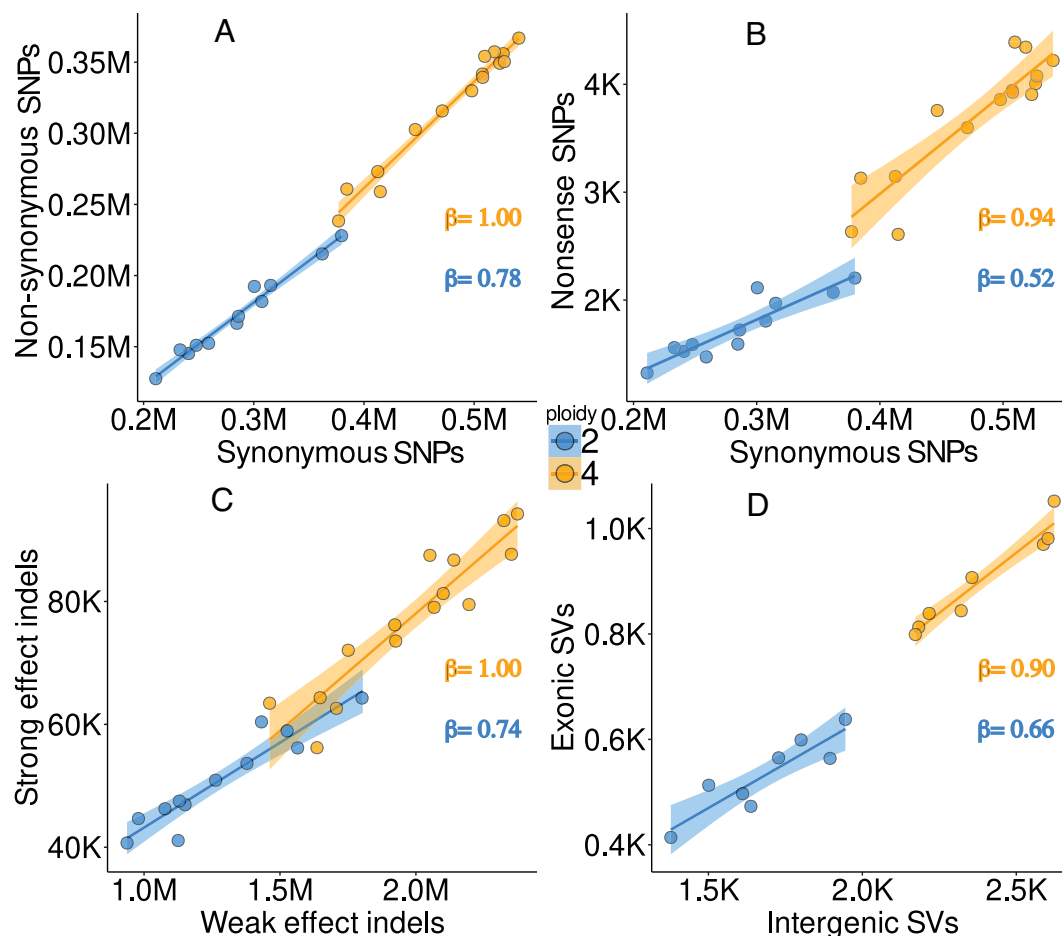 A
Non-synonymous SNPs
0.35M
0.30M
0.25M
0.20M
0.15M
β= 1.00
β= 0.78
0.2M 0.3M 0.4M 0.5M
Synonymous SNPs
B
Nonsense SNPs
4K
3K
2K
β= 0.94
β= 0.52
0.2M 0.3M 0.4M 0.5M
Synonymous SNPs
ploidy
2
4
C
Strong effect indels
80K
60K
40K
β= 1.00
β= 0.74
1.0M 1.5M 2.0M
Weak effect indels
D
Exonic SVs
1.0K
0.8K
0.6K
0.4K
β= 0.90
β= 0.66
1.5K 2.0K 2.5K
Intergenic SVs